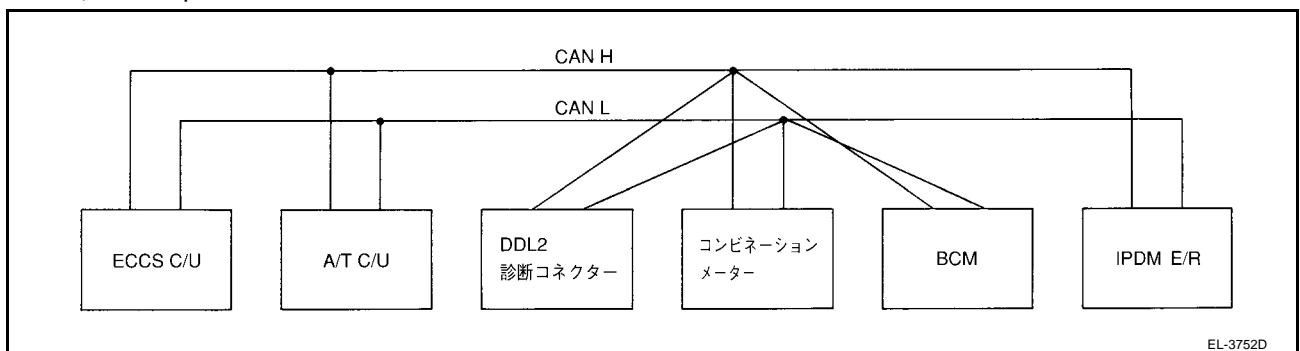 CAN H
CAN L
ECCS C/U
A/T C/U
DDL2
診断コネクター
コンビネーション
メーター
BCM
IPDM E/R
EL-3752D